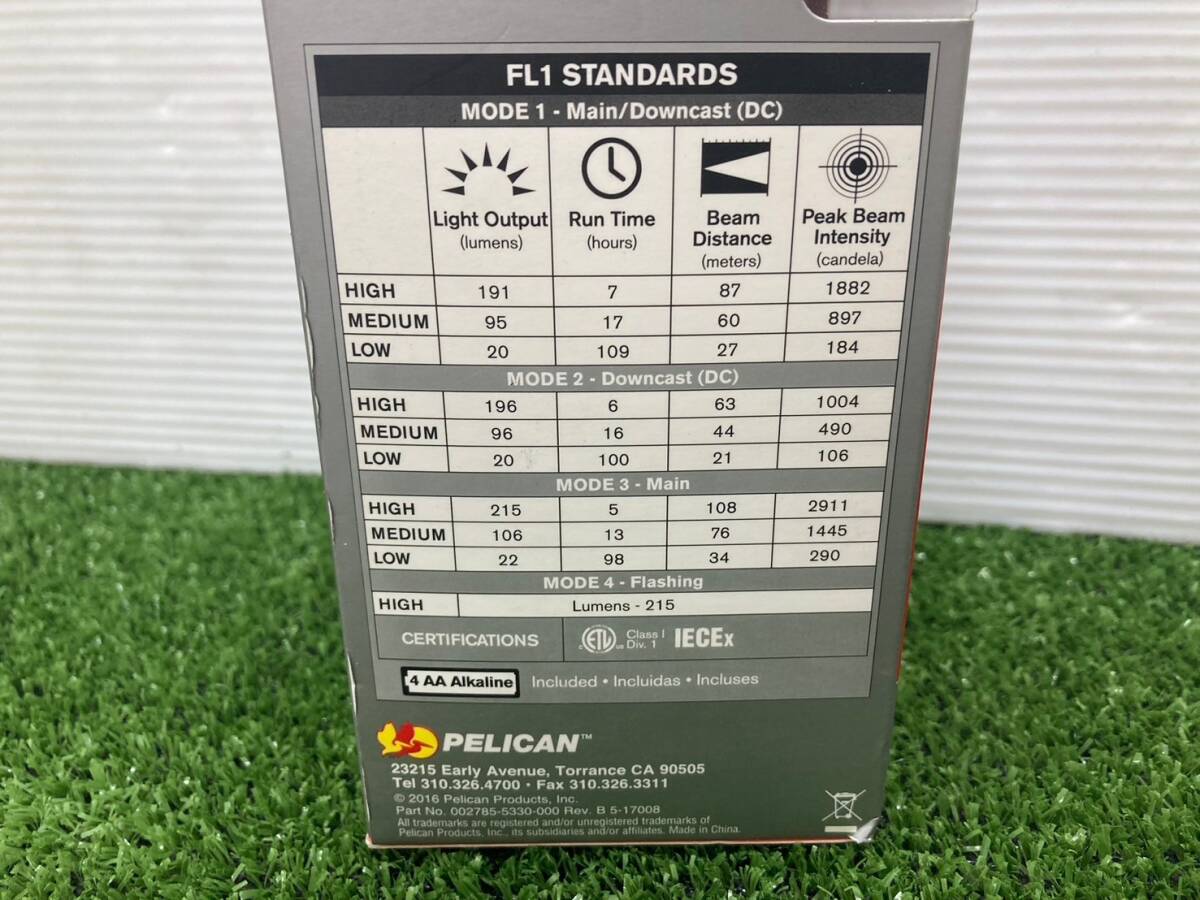 FL1 STANDARDS
MODE 1 - Main/Downcast (DC)
Light Output (lumens) Run Time (hours) Beam Distance (meters) Peak Beam Intensity (candela)
HIGH 191 7 87 1882
MEDIUM 95 17 60 897
LOW 20 109 27 184
MODE 2 - Downcast (DC)
HIGH 196 6 63 1004
MEDIUM 96 16 44 490
LOW 20 100 21 106
MODE 3 - Main
HIGH 215 5 108 2911
MEDIUM 106 13 76 1445
LOW 22 98 34 290
MODE 4 - Flashing
HIGH Lumens - 215
CERTIFICATIONS ETL Class I Div. 1 IECEx
4 AA Alkaline Included • Incluidas • Incluses
PELICAN™
23215 Early Avenue, Torrance CA 90505
Tel 310.326.4700 • Fax 310.326.3311
© 2016 Pelican Products, Inc.
Part No. 002785-5330-000 Rev. B 5-17008
All trademarks are registered and/or unregistered trademarks of
Pelican Products, Inc., its subsidiaries and/or affiliates. Made in China.